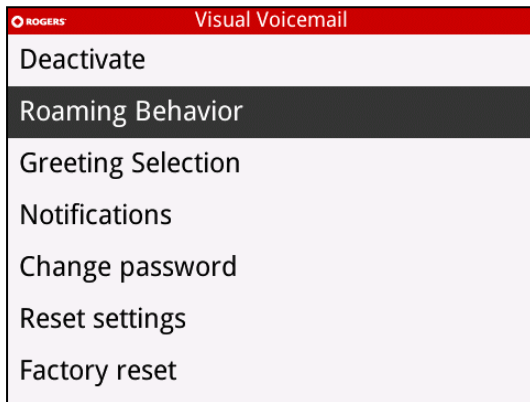 ROGERS Visual Voicemail
Deactivate
Roaming Behavior
Greeting Selection
Notifications
Change password
Reset settings
Factory reset